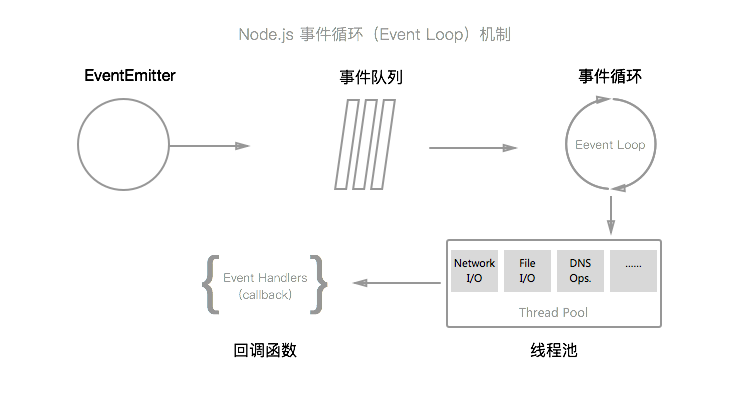 Node.js 事件循环（Event Loop）机制
EventEmitter
事件队列
事件循环
Eevent Loop
Network
I/O
File
I/O
DNS
Ops.
......
Thread Pool
线程池
Event Handlers
(callback)
回调函数